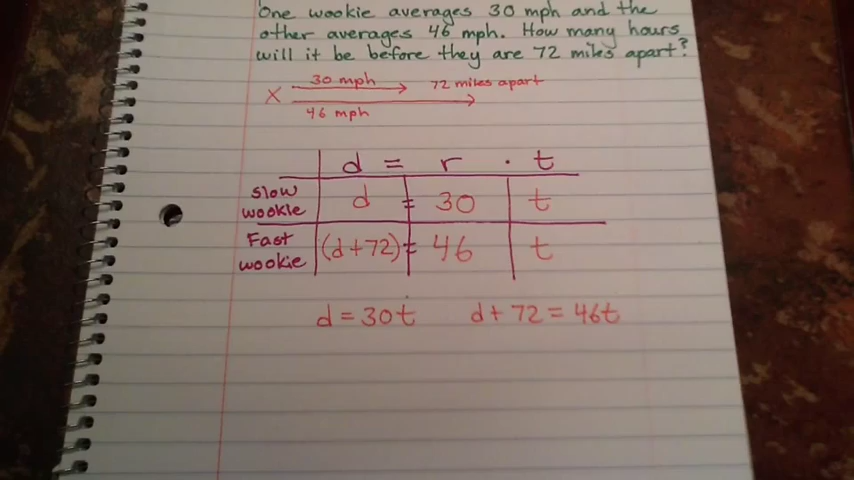 One wookie averages 30 mph and the
other averages 46 mph. How many hours
will it be before they are 72 miles apart?
30 mph 72 miles apart
X
46 mph
d = r · t
slow
wookie d = 30 t
Fast
wookie (d+72) = 46 t
d = 30t d + 72 = 46t